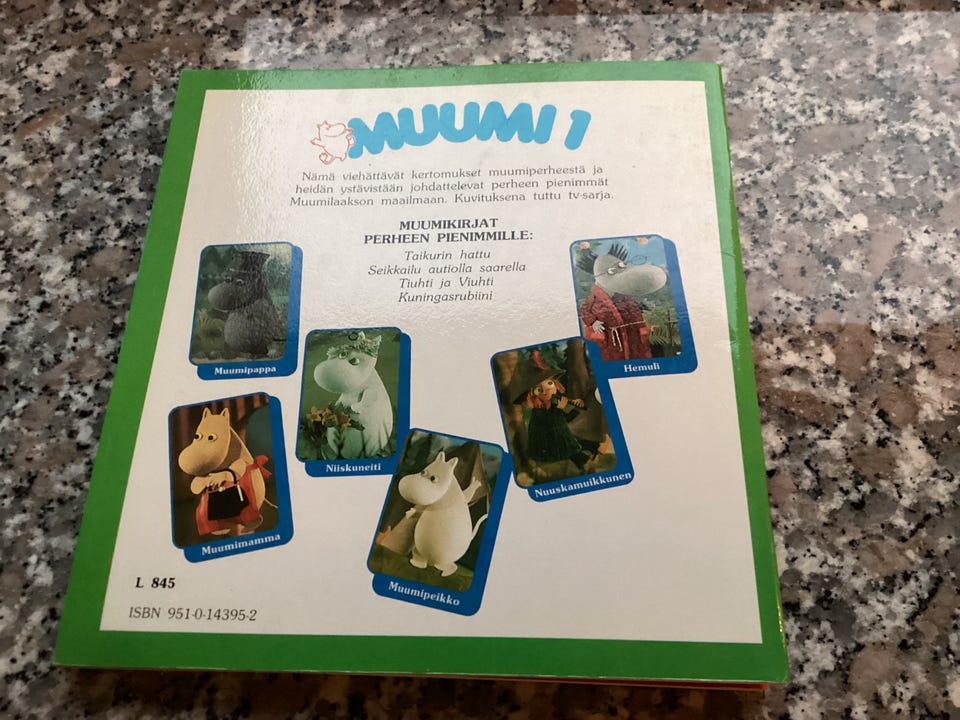 MUUMI 1
Nämä viehättävät kertomukset muumiperheestä ja
heidän ystävistään johdattelevat perheen pienimmät
Muumilaakson maailmaan. Kuvituksena tuttu tv-sarja.
MUUMIKIRJAT
PERHEEN PIENIMMILLE:
Taikurin hattu
Seikkailu autiolla saarella
Tiuhti ja Viuhti
Kuningasrubiini
Muumipappa
Hemuli
Niiskuneiti
Nuuskamuikkunen
Muumimamma
Muumipeikko
L 845
ISBN 951-0-14395-2